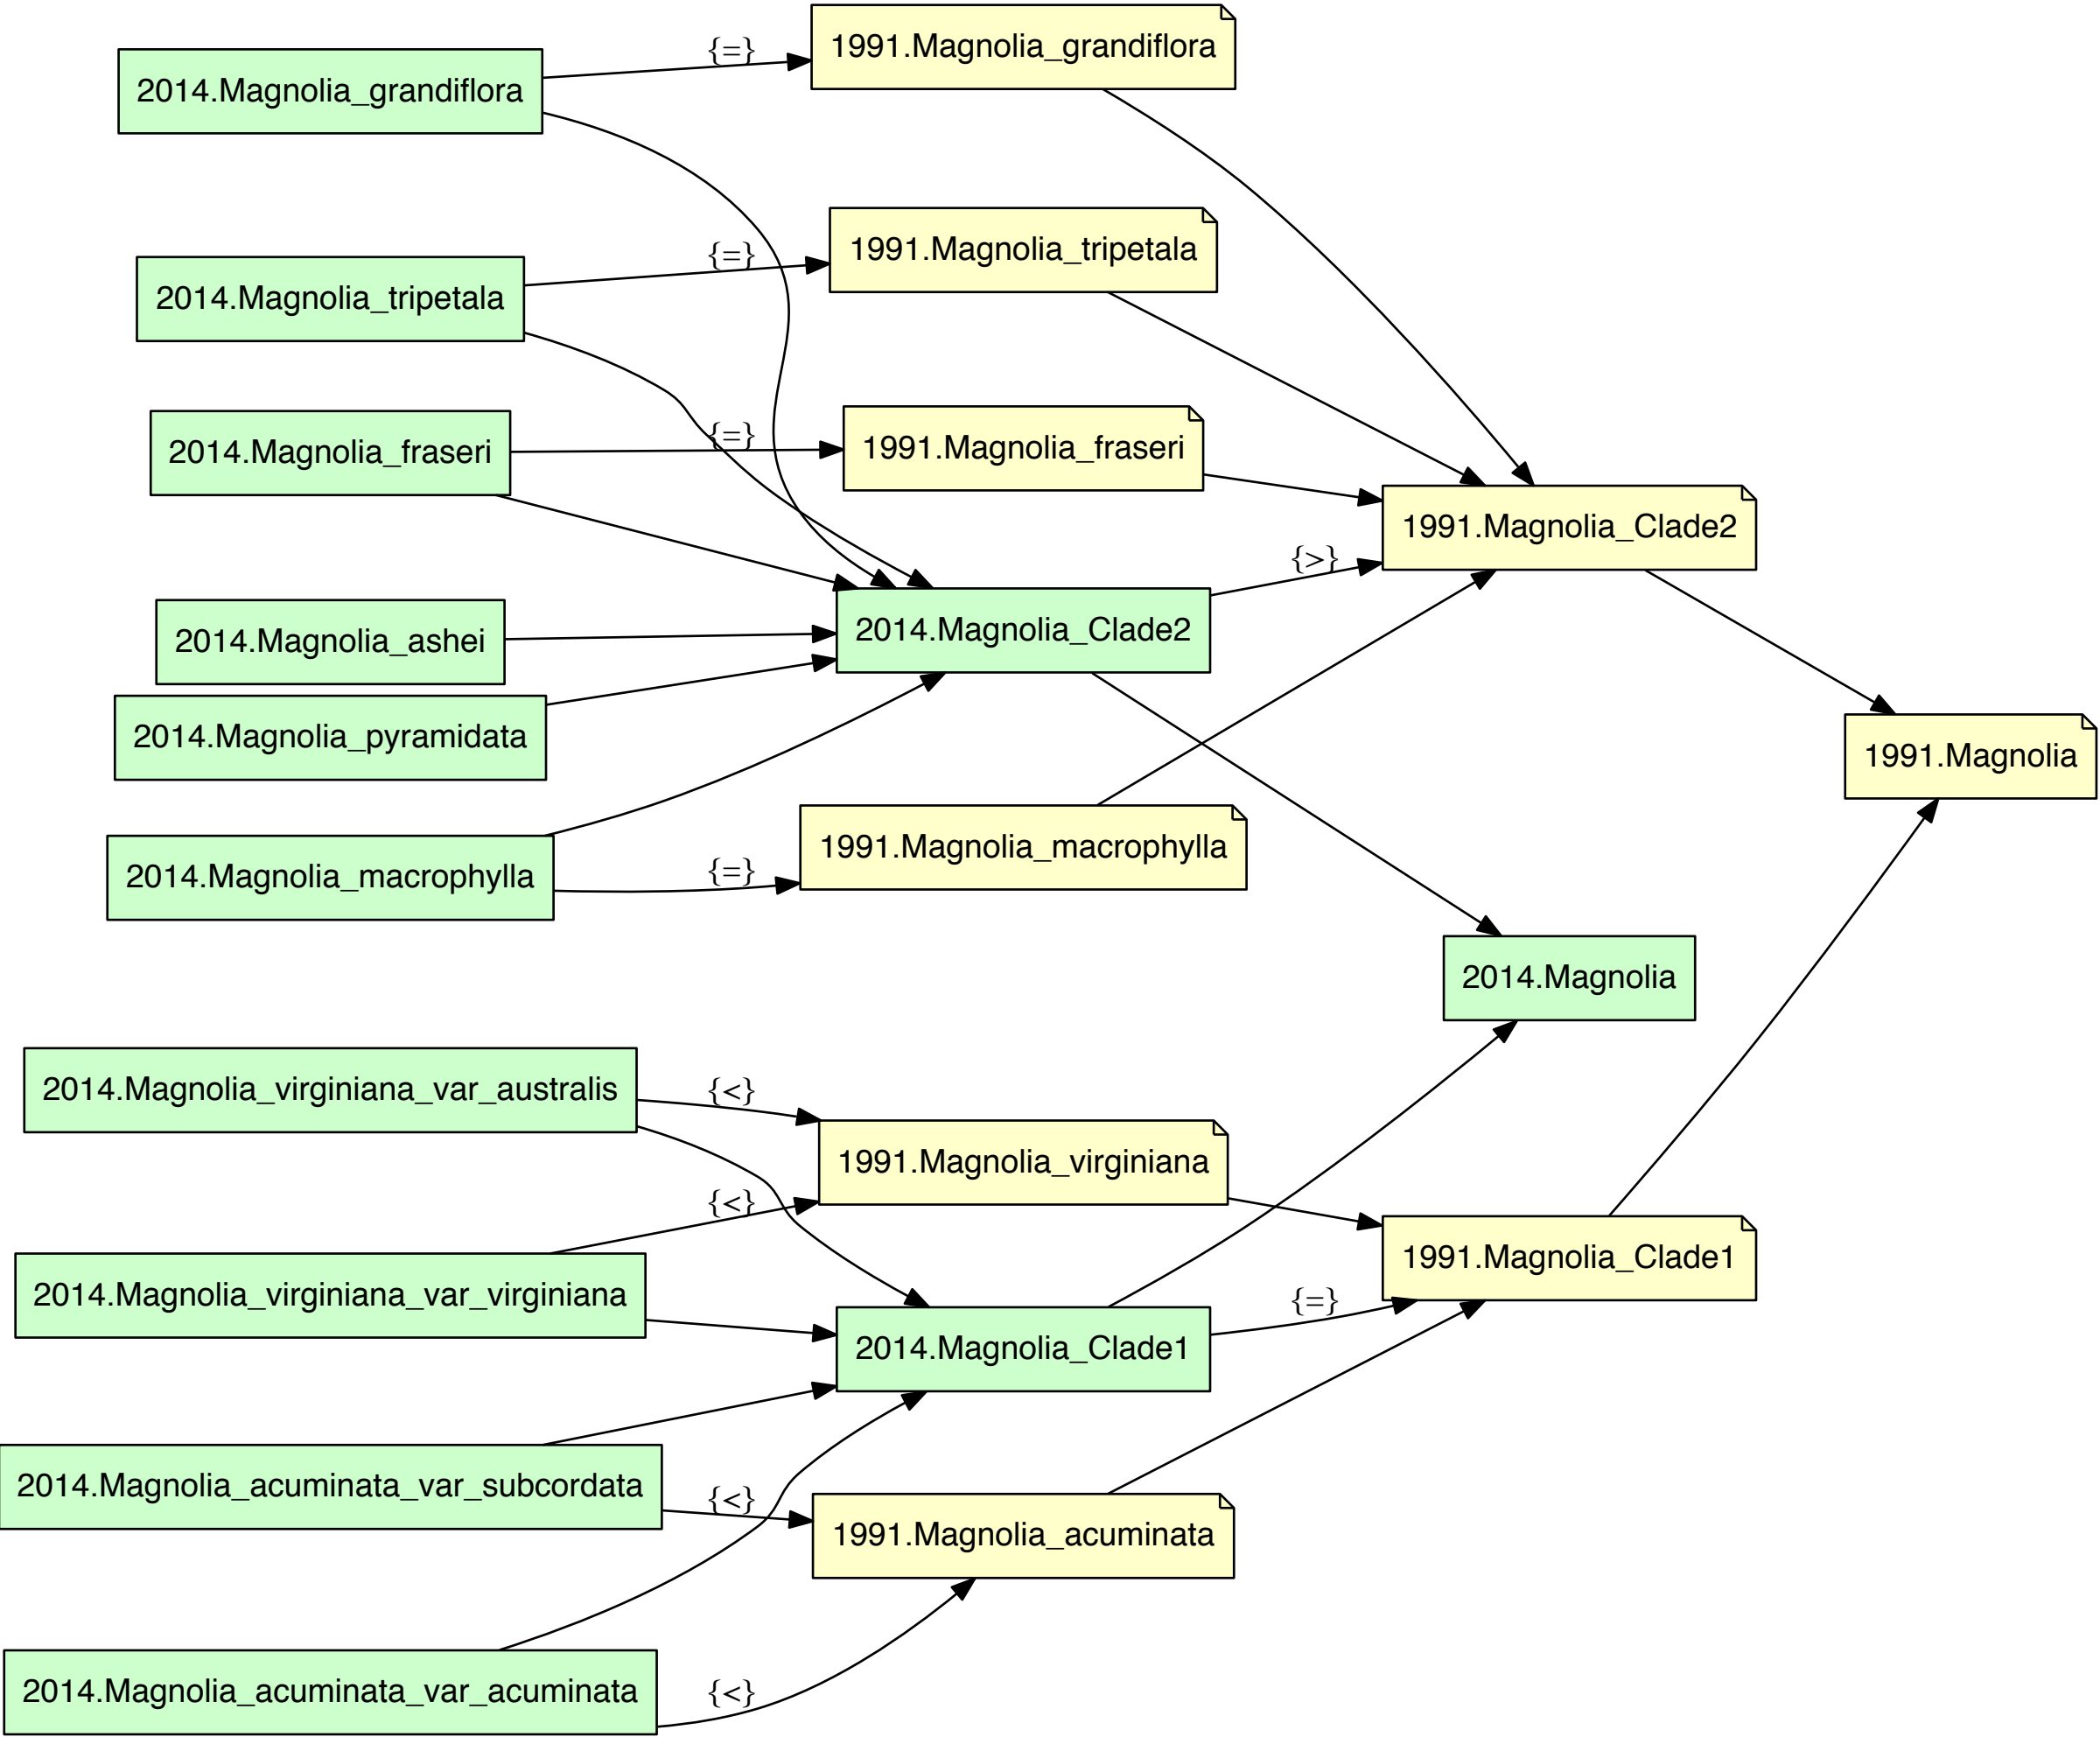 {=}
1991.Magnolia_grandiflora
2014.Magnolia_grandiflora
{=}
1991.Magnolia_tripetala
2014.Magnolia_tripetala
{=}
2014.Magnolia_fraseri
1991.Magnolia_fraseri
1991.Magnolia_Clade2
{>}
2014.Magnolia_ashei
2014.Magnolia_Clade2
2014.Magnolia_pyramidata
1991.Magnolia
1991.Magnolia_macrophylla
2014.Magnolia_macrophylla
{=}
2014.Magnolia
2014.Magnolia_virginiana_var_australis
{<}
1991.Magnolia_virginiana
{<}
1991.Magnolia_Clade1
2014.Magnolia_virginiana_var_virginiana
{=}
2014.Magnolia_Clade1
2014.Magnolia_acuminata_var_subcordata
{<}
1991.Magnolia_acuminata
2014.Magnolia_acuminata_var_acuminata
{<}